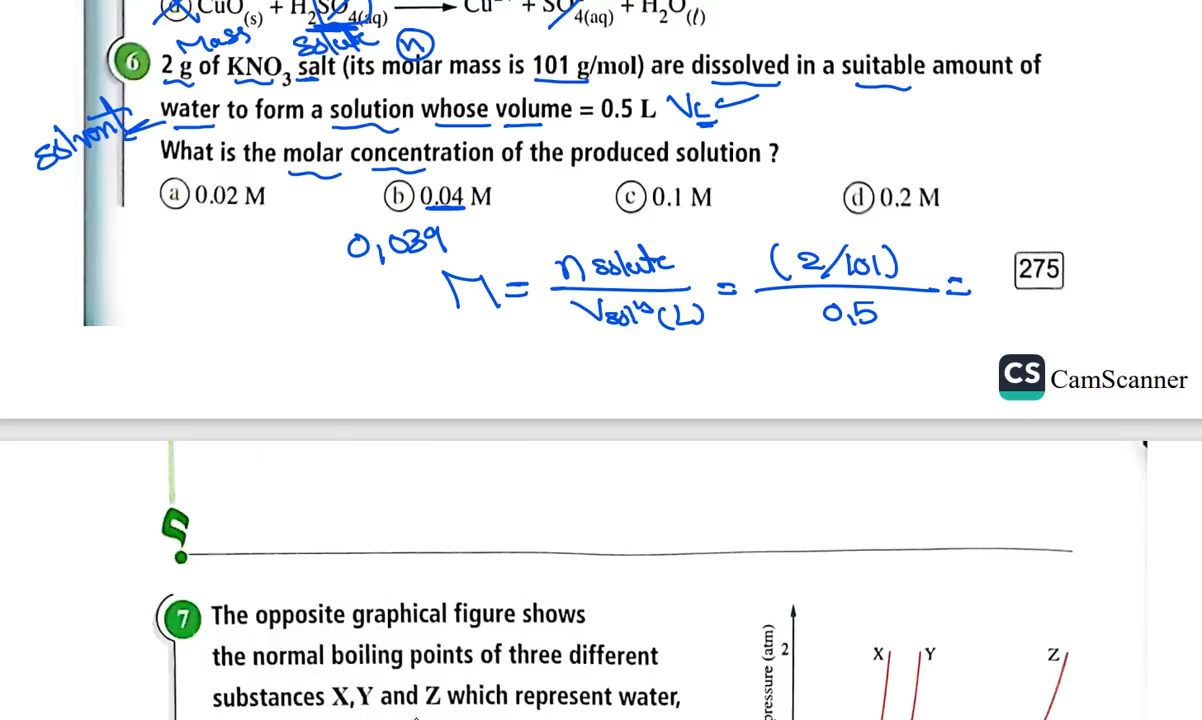 (a) CuO(s) + H2SO4(aq) ⟶ Cu + SO4(aq) + H2O(l)
Mass solute n
6 2 g of KNO3 salt (its molar mass is 101 g/mol) are dissolved in a suitable amount of
solvent water to form a solution whose volume = 0.5 L VL
What is the molar concentration of the produced solution ?
(a) 0.02 M (b) 0.04 M (c) 0.1 M (d) 0.2 M
0,039
M = n solute / Vsol^n (L) = (2/101) / 0,5 =
275
CS CamScanner
7 The opposite graphical figure shows
the normal boiling points of three different
substances X,Y and Z which represent water,
pressure (atm)
2
X Y Z